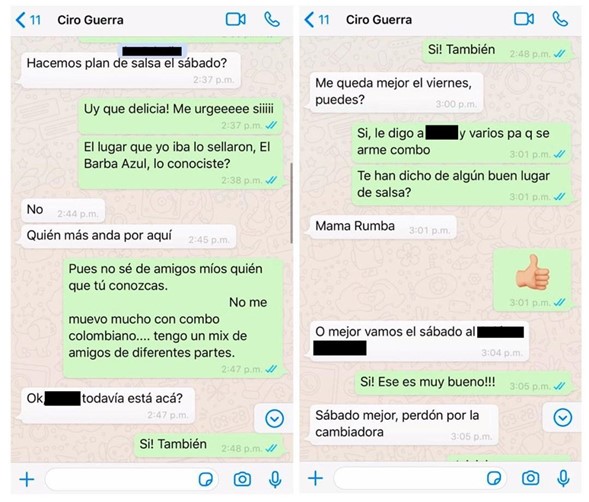 11
Ciro Guerra
Hacemos plan de salsa el sábado?
2:37 p.m.
Uy que delicia! Me urgeeeee siiiii
2:37 p.m.
El lugar que yo iba lo sellaron, El
Barba Azul, lo conociste?
2:38 p.m.
No
2:44 p.m.
Quién más anda por aquí
2:45 p.m.
Pues no sé de amigos míos quién
que tú conozcas.
No me
muevo mucho con combo
colombiano.... tengo un mix de
amigos de diferentes partes.
2:47 p.m.
Ok, todavía está acá?
2:47 p.m.
Si! También
2:48 p.m.
11
Ciro Guerra
Si! También
2:48 p.m.
Me queda mejor el viernes,
puedes?
3:00 p.m.
Si, le digo a y varios pa q se
arme combo
3:01 p.m.
Te han dicho de algún buen lugar
de salsa?
3:01 p.m.
Mama Rumba
3:01 p.m.
3:01 p.m.
O mejor vamos el sábado al
3:04 p.m.
Si! Ese es muy bueno!!!
3:05 p.m.
Sábado mejor, perdón por la
cambiadora
3:05 p.m.